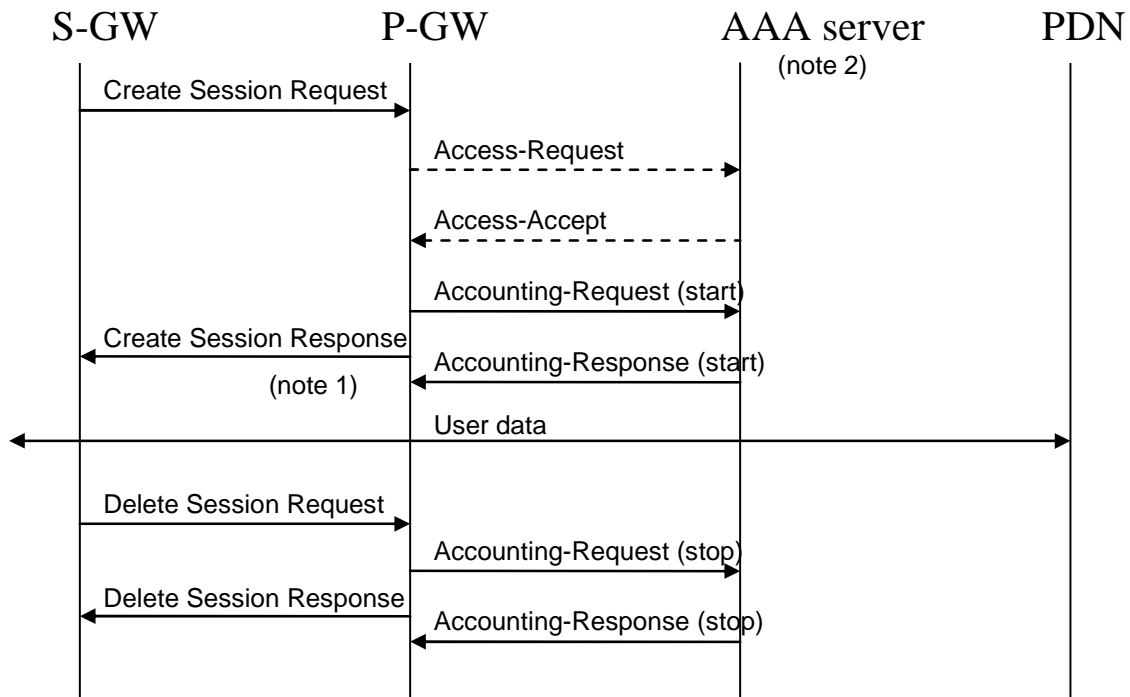 S-GW P-GW AAA server PDN
(note 2)
Create Session Request
Access-Request
Access-Accept
Accounting-Request (start)
Create Session Response
Accounting-Response (start)
(note 1)
User data
Delete Session Request
Accounting-Request (stop)
Delete Session Response
Accounting-Response (stop)